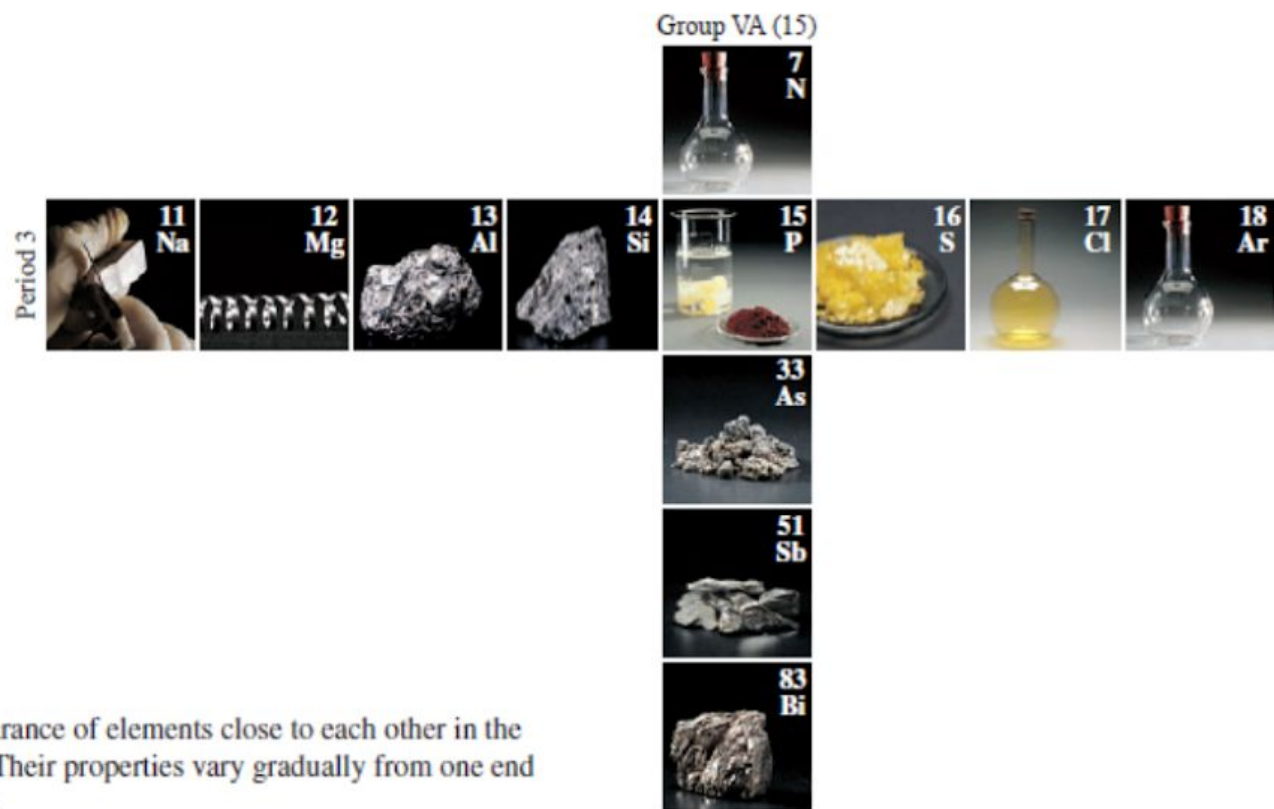 Group VA (15)
7
N
Period 3
11
Na
12
Mg
13
Al
14
Si
15
P
16
S
17
Cl
18
Ar
33
As
51
Sb
83
Bi
of elements close to each other in the
Their properties vary gradually from one end